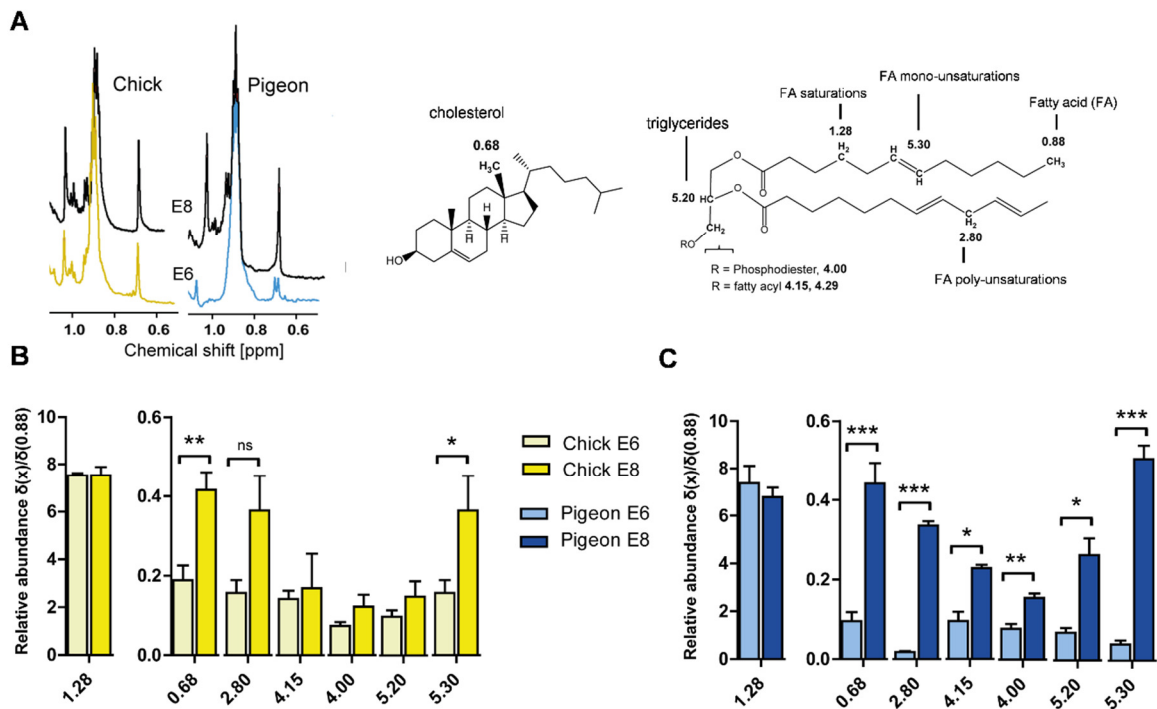 A
Chick
Pigeon
E8
E6
1.0
0.8
0.6
1.0
0.8
0.6
Chemical shift [ppm]
cholesterol
0.68
H₃C
H
H
H
HO
FA mono-unsaturations
FA saturations
5.30
Fatty acid (FA)
1.28
0.88
triglycerides
H₂
C
H
C
C
H
CH₃
O
O
5.20
CH
O
O
CH₂
RO
C
H₂
2.80
R = Phosphodiester, 4.00
R = fatty acyl 4.15, 4.29
FA poly-unsaturations
B
Relative abundance δ(x)/δ(0.88)
10
8
6
4
2
0
1.28
0.6
0.4
0.2
0.0
**
ns
*
0.68
2.80
4.15
4.00
5.20
5.30
Chick E6
Chick E8
Pigeon E6
Pigeon E8
C
Relative abundance δ(x)/δ(0.88)
10
8
6
4
2
0
1.28
0.6
0.4
0.2
0.0
***
***
*
**
*
***
0.68
2.80
4.15
4.00
5.20
5.30